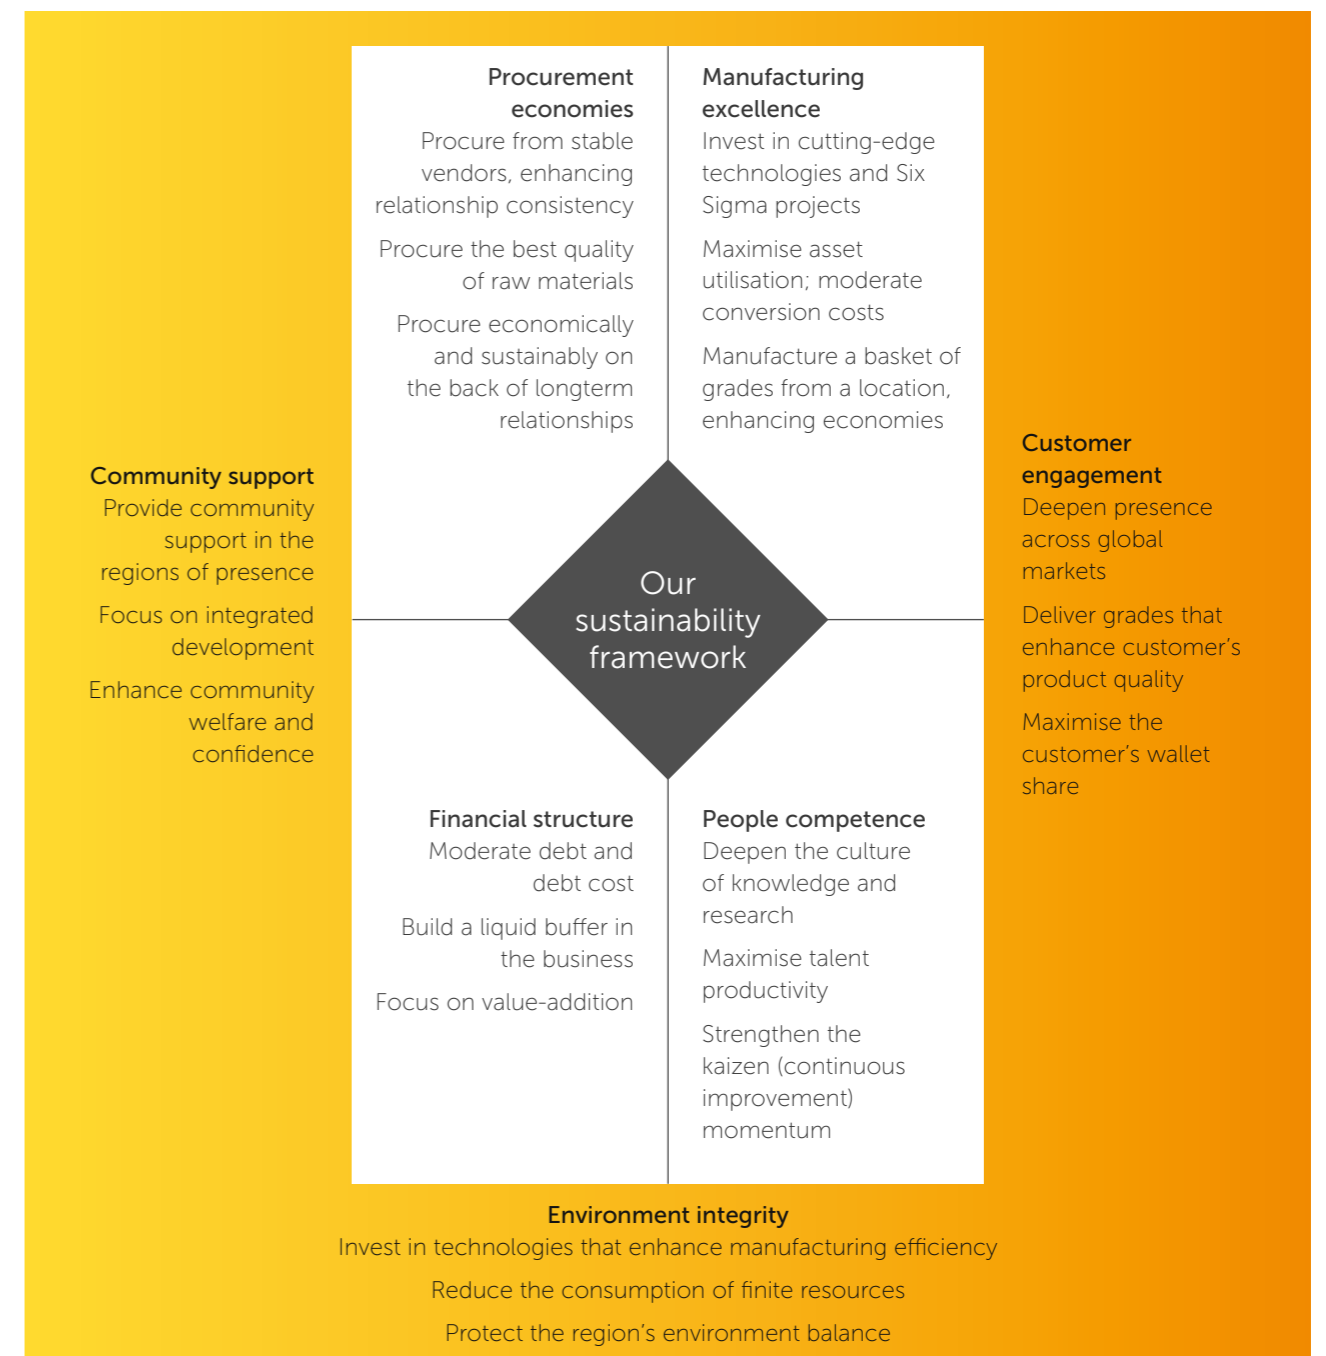 Procurement
economies
Procure from stable
vendors, enhancing
relationship consistency
Procure the best quality
of raw materials
Procure economically
and sustainably on
the back of longterm
relationships
Manufacturing
excellence
Invest in cutting-edge
technologies and Six
Sigma projects
Maximise asset
utilisation; moderate
conversion costs
Manufacture a basket of
grades from a location,
enhancing economies
Community support
Provide community
support in the
regions of presence
Focus on integrated
development
Enhance community
welfare and
confidence
Our
sustainability
framework
Customer
engagement
Deepen presence
across global
markets
Deliver grades that
enhance customer's
product quality
Maximise the
customer's wallet
share
Financial structure
Moderate debt and
debt cost
Build a liquid buffer in
the business
Focus on value-addition
People competence
Deepen the culture
of knowledge and
research
Maximise talent
productivity
Strengthen the
kaizen (continuous
improvement)
momentum
Environment integrity
Invest in technologies that enhance manufacturing efficiency
Reduce the consumption of finite resources
Protect the region's environment balance